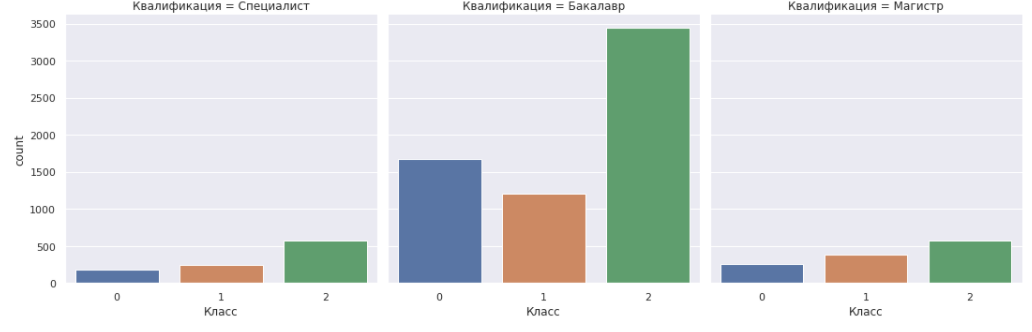 Квалификация = Специалист
Квалификация = Бакалавр
Квалификация = Магистр
3500
3000
2500
2000
1500
1000
500
0
count
0 1 2
Класс
0 1 2
Класс
0 1 2
Класс